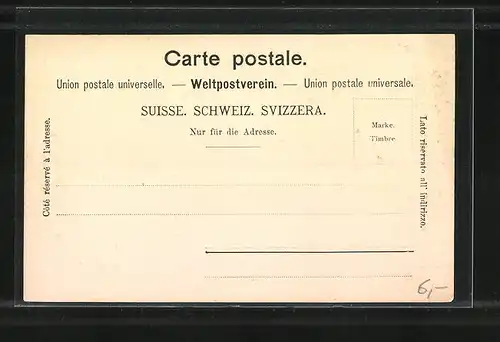 Carte postale.
Union postale universelle. — Weltpostverein. — Union postale universale.
SUISSE. SCHWEIZ. SVIZZERA.
Nur für die Adresse.
Marke.
Timbre
Côté réservé à l'adresse.
Lato riservato all' indirizzo.
6,–